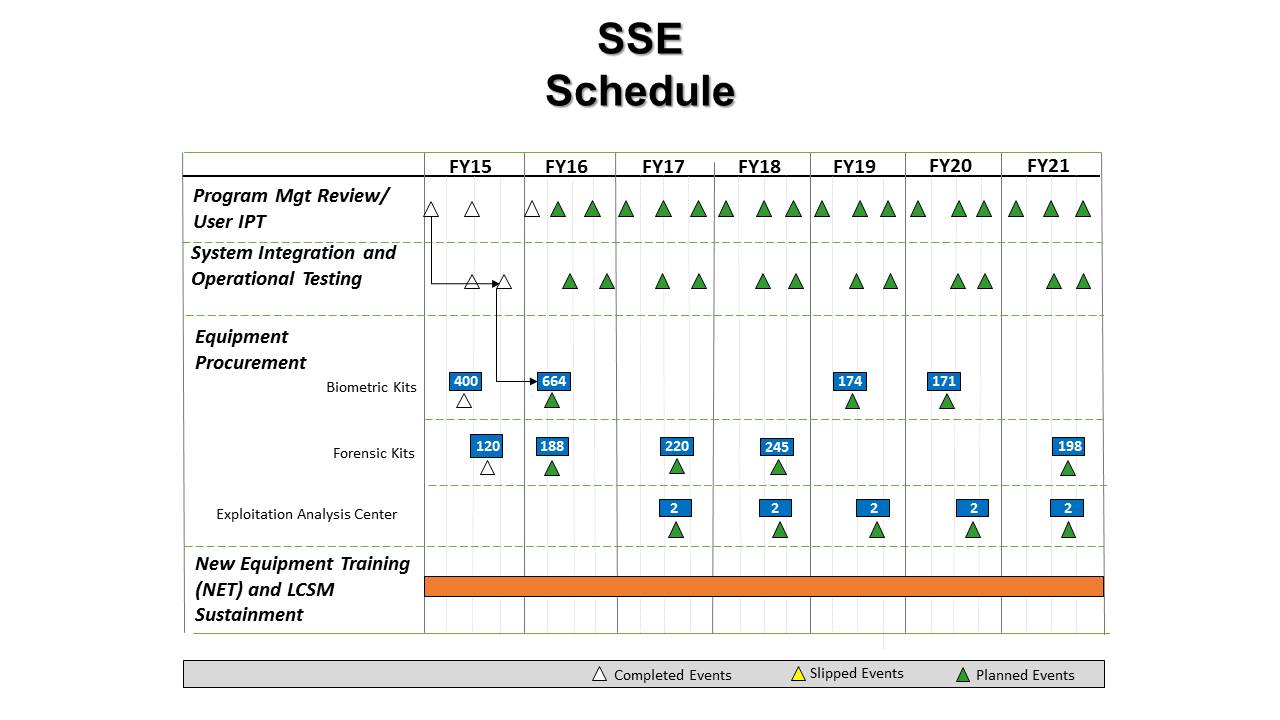 SSE
Schedule
FY15 FY16 FY17 FY18 FY19 FY20 FY21
Program Mgt Review/
User IPT
System Integration and
Operational Testing
Equipment
Procurement
Biometric Kits 400 664 174 171
Forensic Kits 120 188 220 245 198
Exploitation Analysis Center 2 2 2 2 2
New Equipment Training
(NET) and LCSM
Sustainment
Completed Events Slipped Events Planned Events